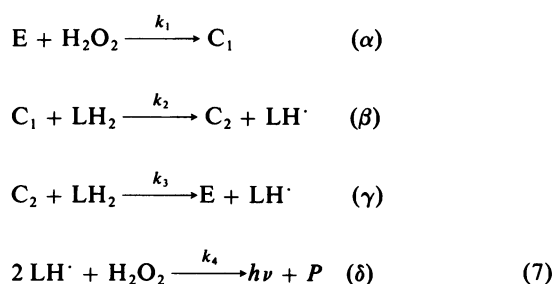 E + H₂O₂ —k₁→ C₁ (α)
C₁ + LH₂ —k₂→ C₂ + LH· (β)
C₂ + LH₂ —k₃→ E + LH· (γ)
2 LH· + H₂O₂ —k₄→ hν + P (δ) (7)